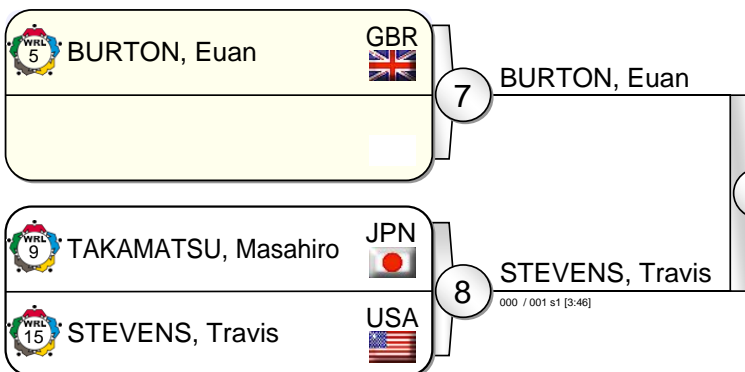 WRL
5
BURTON, Euan
GBR
7
BURTON, Euan
WRL
9
TAKAMATSU, Masahiro
JPN
8
STEVENS, Travis
000 / 001 s1 [3:46]
WRL
15
STEVENS, Travis
USA